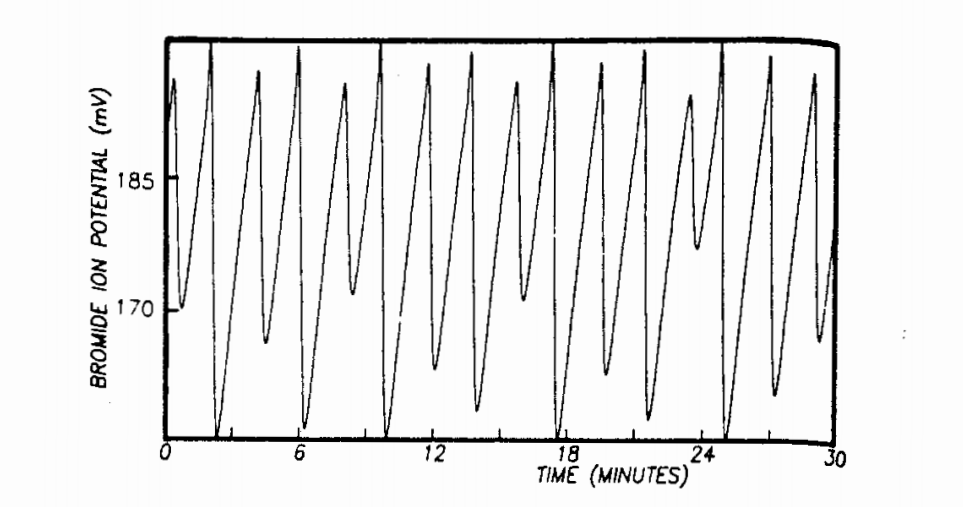 BROMIDE ION POTENTIAL (mV)
185
170
0 6 12 18 24 30
TIME (MINUTES)